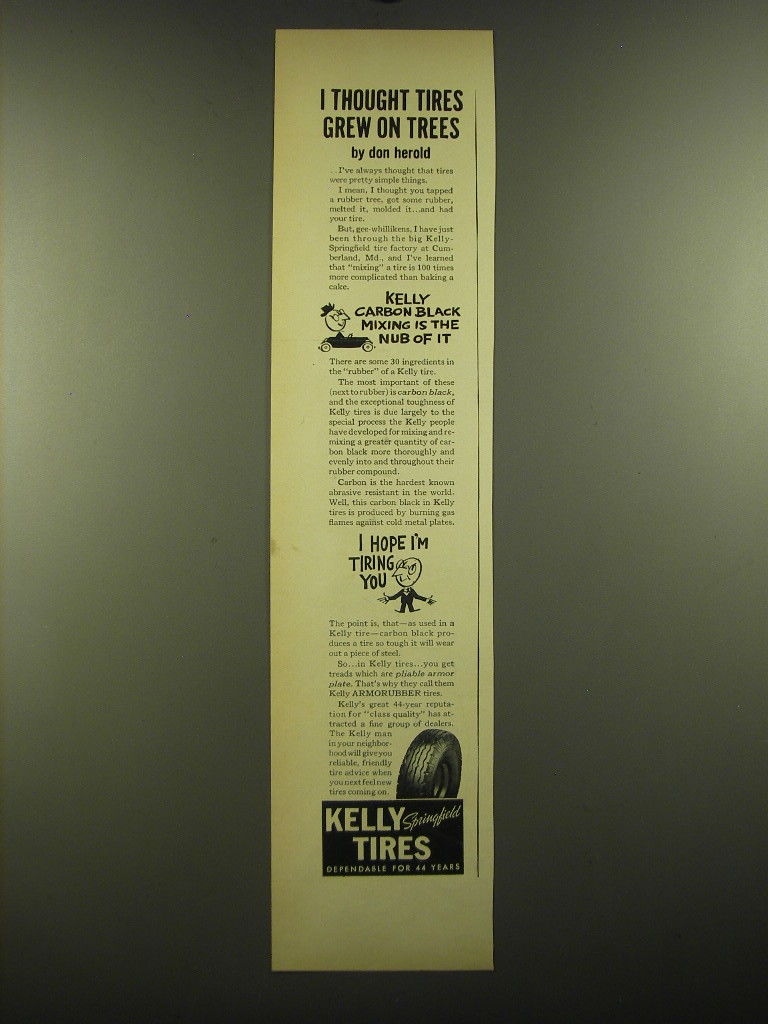 I THOUGHT TIRES
GREW ON TREES
by don herold
. . I've always thought that tires
were pretty simple things.
I mean, I thought you tapped
a rubber tree, got some rubber,
melted it, molded it...and had
your tire.
But, gee-whillikens, I have just
been through the big Kelly-
Springfield tire factory at Cum-
berland, Md., and I've learned
that "mixing" a tire is 100 times
more complicated than baking a
cake.
KELLY
CARBON BLACK
MIXING IS THE
NUB OF IT
There are some 30 ingredients in
the "rubber" of a Kelly tire.
The most important of these
(next to rubber) is carbon black,
and the exceptional toughness of
Kelly tires is due largely to the
special process the Kelly people
have developed for mixing and re-
mixing a greater quantity of car-
bon black more thoroughly and
evenly into and throughout their
rubber compound.
Carbon is the hardest known
abrasive resistant in the world.
Well, this carbon black in Kelly
tires is produced by burning gas
flames against cold metal plates.
I HOPE I'M
TIRING
YOU
The point is, that—as used in a
Kelly tire—carbon black pro-
duces a tire so tough it will wear
out a piece of steel.
So...in Kelly tires...you get
treads which are pliable armor
plate. That's why they call them
Kelly ARMORUBBER tires.
Kelly's great 44-year reputa-
tion for "class quality" has at-
tracted a fine group of dealers.
The Kelly man
in your neighbor-
hood will give you
reliable, friendly
tire advice when
you next feel new
tires coming on.
KELLY Springfield
TIRES
DEPENDABLE FOR 44 YEARS